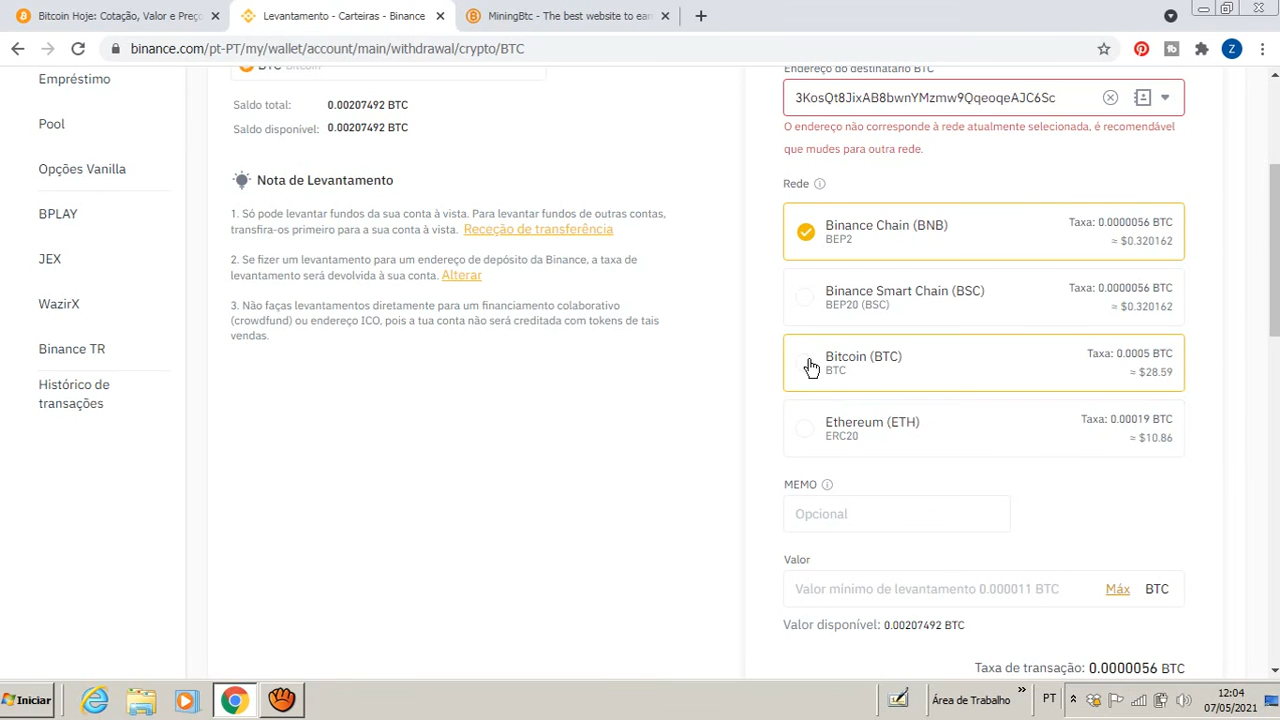 Bitcoin Hoje: Cotação, Valor e Preço
Levantamento - Carteiras - Binance
MiningBtc - The best website to earn
binance.com/pt-PT/my/wallet/account/main/withdrawal/crypto/BTC
Z
Empréstimo
Pool
Opções Vanilla
BPLAY
JEX
WazirX
Binance TR
Histórico de
transações
BTC Bitcoin
Saldo total: 0.00207492 BTC
Saldo disponível: 0.00207492 BTC
Nota de Levantamento
1. Só pode levantar fundos da sua conta à vista. Para levantar fundos de outras contas,
transfira-os primeiro para a sua conta à vista. Receção de transferência
2. Se fizer um levantamento para um endereço de depósito da Binance, a taxa de
levantamento será devolvida à sua conta. Alterar
3. Não faças levantamentos diretamente para um financiamento colaborativo
(crowdfund) ou endereço ICO, pois a tua conta não será creditada com tokens de tais
vendas.
Endereço do destinatário BTC
3KosQt8JixAB8bwnYMzmw9QqeoqeAJC6Sc
O endereço não corresponde à rede atualmente selecionada, é recomendável
que mudes para outra rede.
Rede
Binance Chain (BNB)
BEP2
Taxa: 0.0000056 BTC
≈ $0.320162
Binance Smart Chain (BSC)
BEP20 (BSC)
Taxa: 0.0000056 BTC
≈ $0.320162
Bitcoin (BTC)
BTC
Taxa: 0.0005 BTC
≈ $28.59
Ethereum (ETH)
ERC20
Taxa: 0.00019 BTC
≈ $10.86
MEMO
Opcional
Valor
Valor mínimo de levantamento 0.000011 BTC
Máx BTC
Valor disponível: 0.00207492 BTC
Taxa de transação: 0.0000056 BTC
Iniciar
Área de Trabalho
PT
12:04
07/05/2021